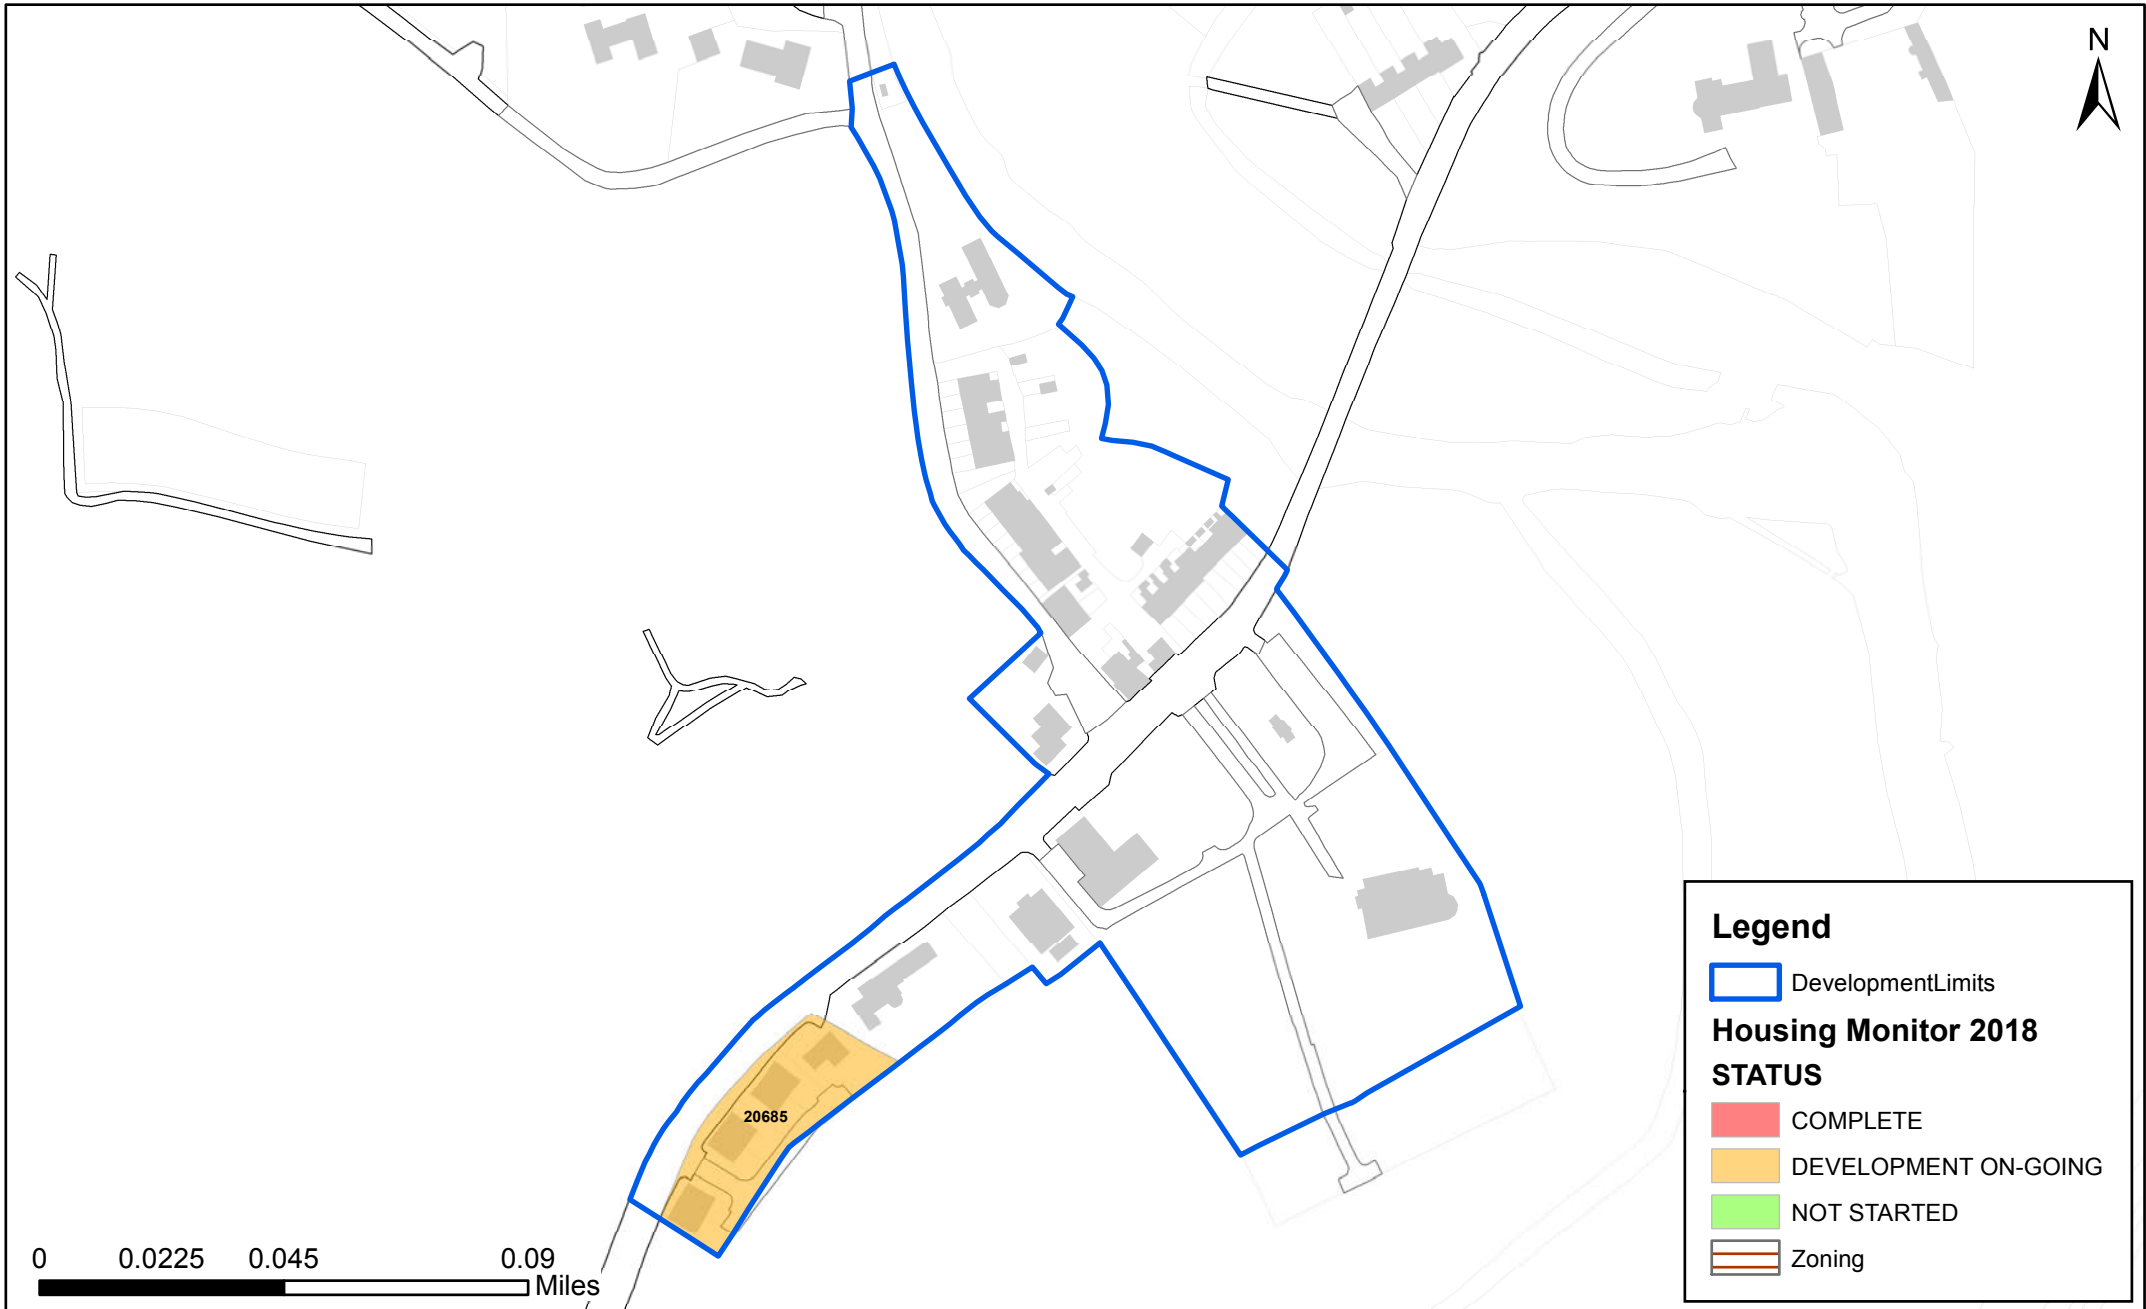 N
20685
0 0.0225 0.045 0.09
Miles
Legend
DevelopmentLimits
Housing Monitor 2018
STATUS
COMPLETE
DEVELOPMENT ON-GOING
NOT STARTED
Zoning